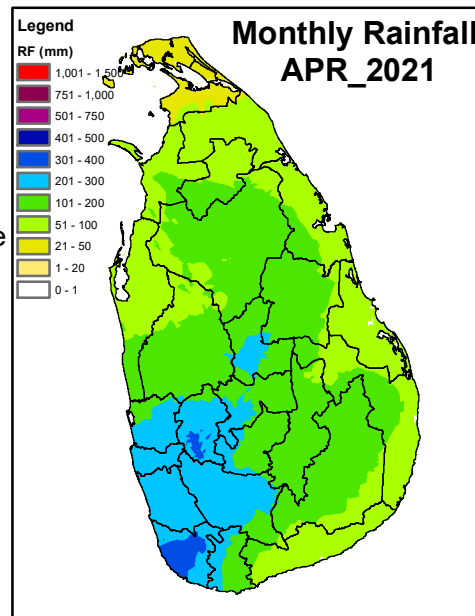 Legend
RF (mm)
1,001 - 1,500
751 - 1,000
501 - 750
401 - 500
301 - 400
201 - 300
101 - 200
51 - 100
21 - 50
1 - 20
0 - 1
Monthly Rainfall
APR_2021